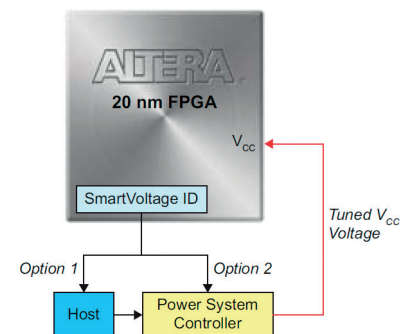 ALTERA
20 nm FPGA
VCC
SmartVoltage ID
Tuned VCC
Voltage
Option 1
Option 2
Host
Power System
Controller